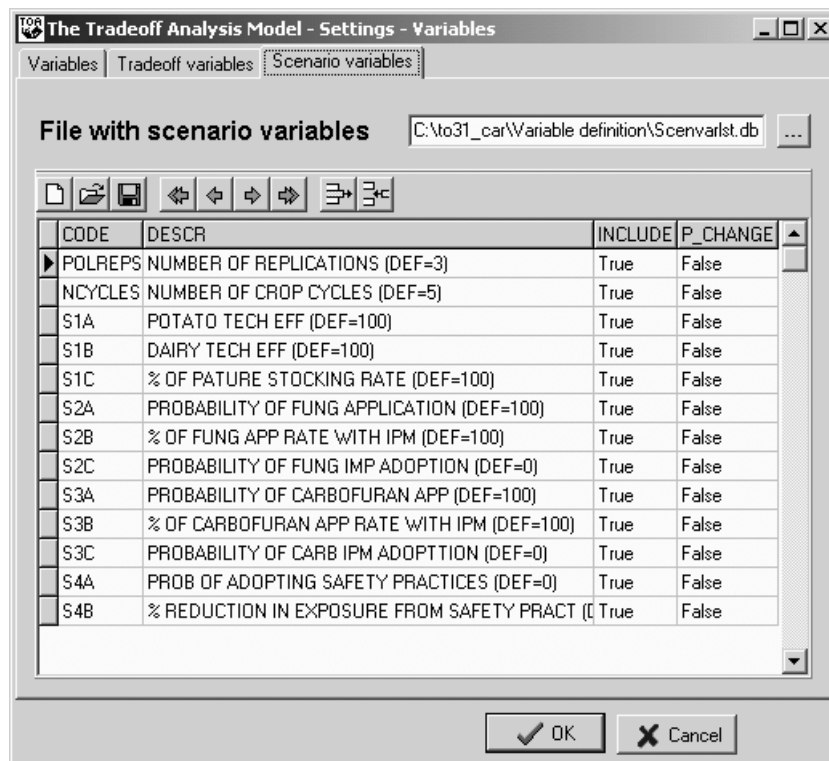 TOA The Tradeoff Analysis Model - Settings - Variables
Variables Tradeoff variables Scenario variables
File with scenario variables C:\to31_car\Variable definition\Scenvarlst.db ...
CODE DESCR INCLUDE P_CHANGE
POLREPS NUMBER OF REPLICATIONS (DEF=3) True False
NCYCLES NUMBER OF CROP CYCLES (DEF=5) True False
S1A POTATO TECH EFF (DEF=100) True False
S1B DAIRY TECH EFF (DEF=100) True False
S1C % OF PATURE STOCKING RATE (DEF=100) True False
S2A PROBABILITY OF FUNG APPLICATION (DEF=100) True False
S2B % OF FUNG APP RATE WITH IPM (DEF=100) True False
S2C PROBABILITY OF FUNG IMP ADOPTION (DEF=0) True False
S3A PROBABILITY OF CARBOFURAN APP (DEF=100) True False
S3B % OF CARBOFURAN APP RATE WITH IPM (DEF=100) True False
S3C PROBABILITY OF CARB IPM ADOPTTION (DEF=0) True False
S4A PROB OF ADOPTING SAFETY PRACTICES (DEF=0) True False
S4B % REDUCTION IN EXPOSURE FROM SAFETY PRACT (D True False
OK Cancel